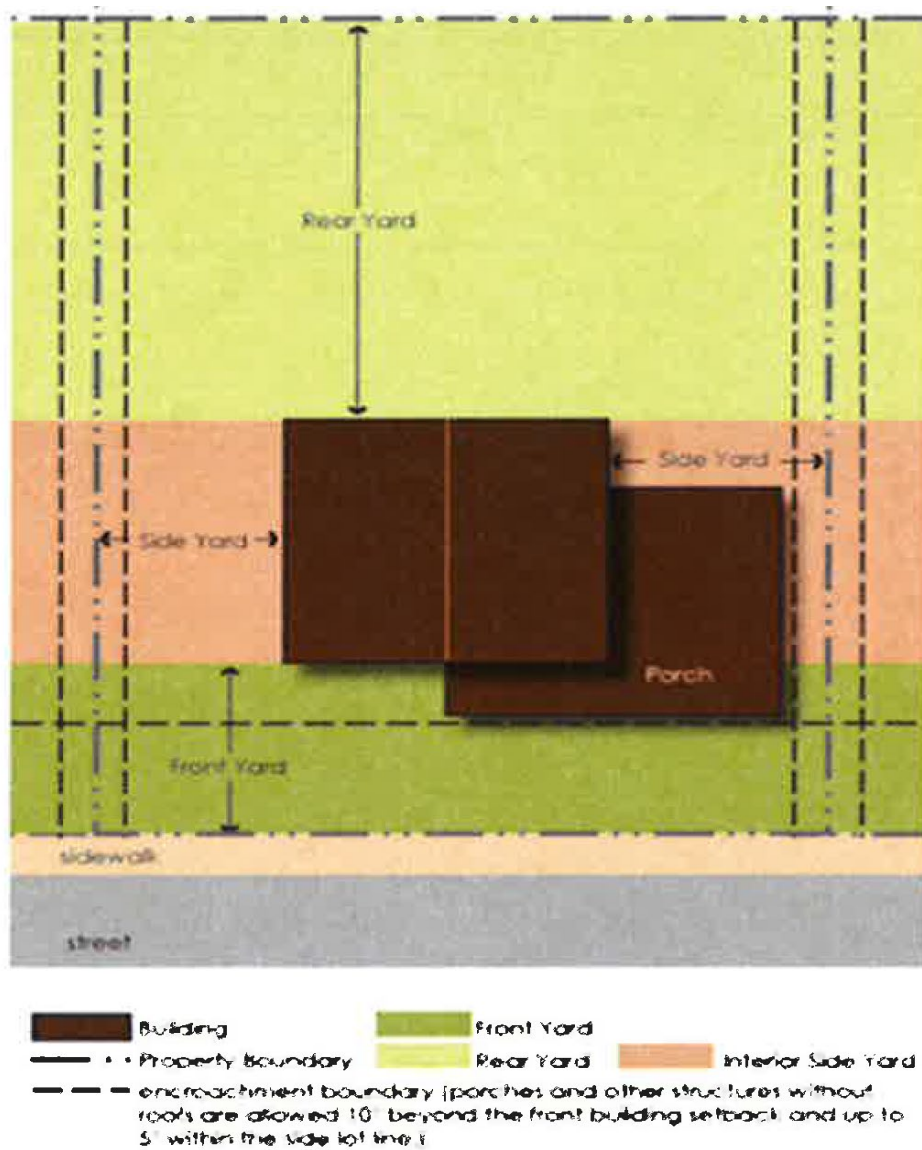 Rear Yard
Side Yard
Side Yard
Porch
Front Yard
sidewalk
street
Building
Front Yard
Property Boundary
Rear Yard
Interior Side Yard
encroachment boundary (porches and other structures without
roofs are allowed 10' beyond the front building setback and up to
5' within the side lot line)